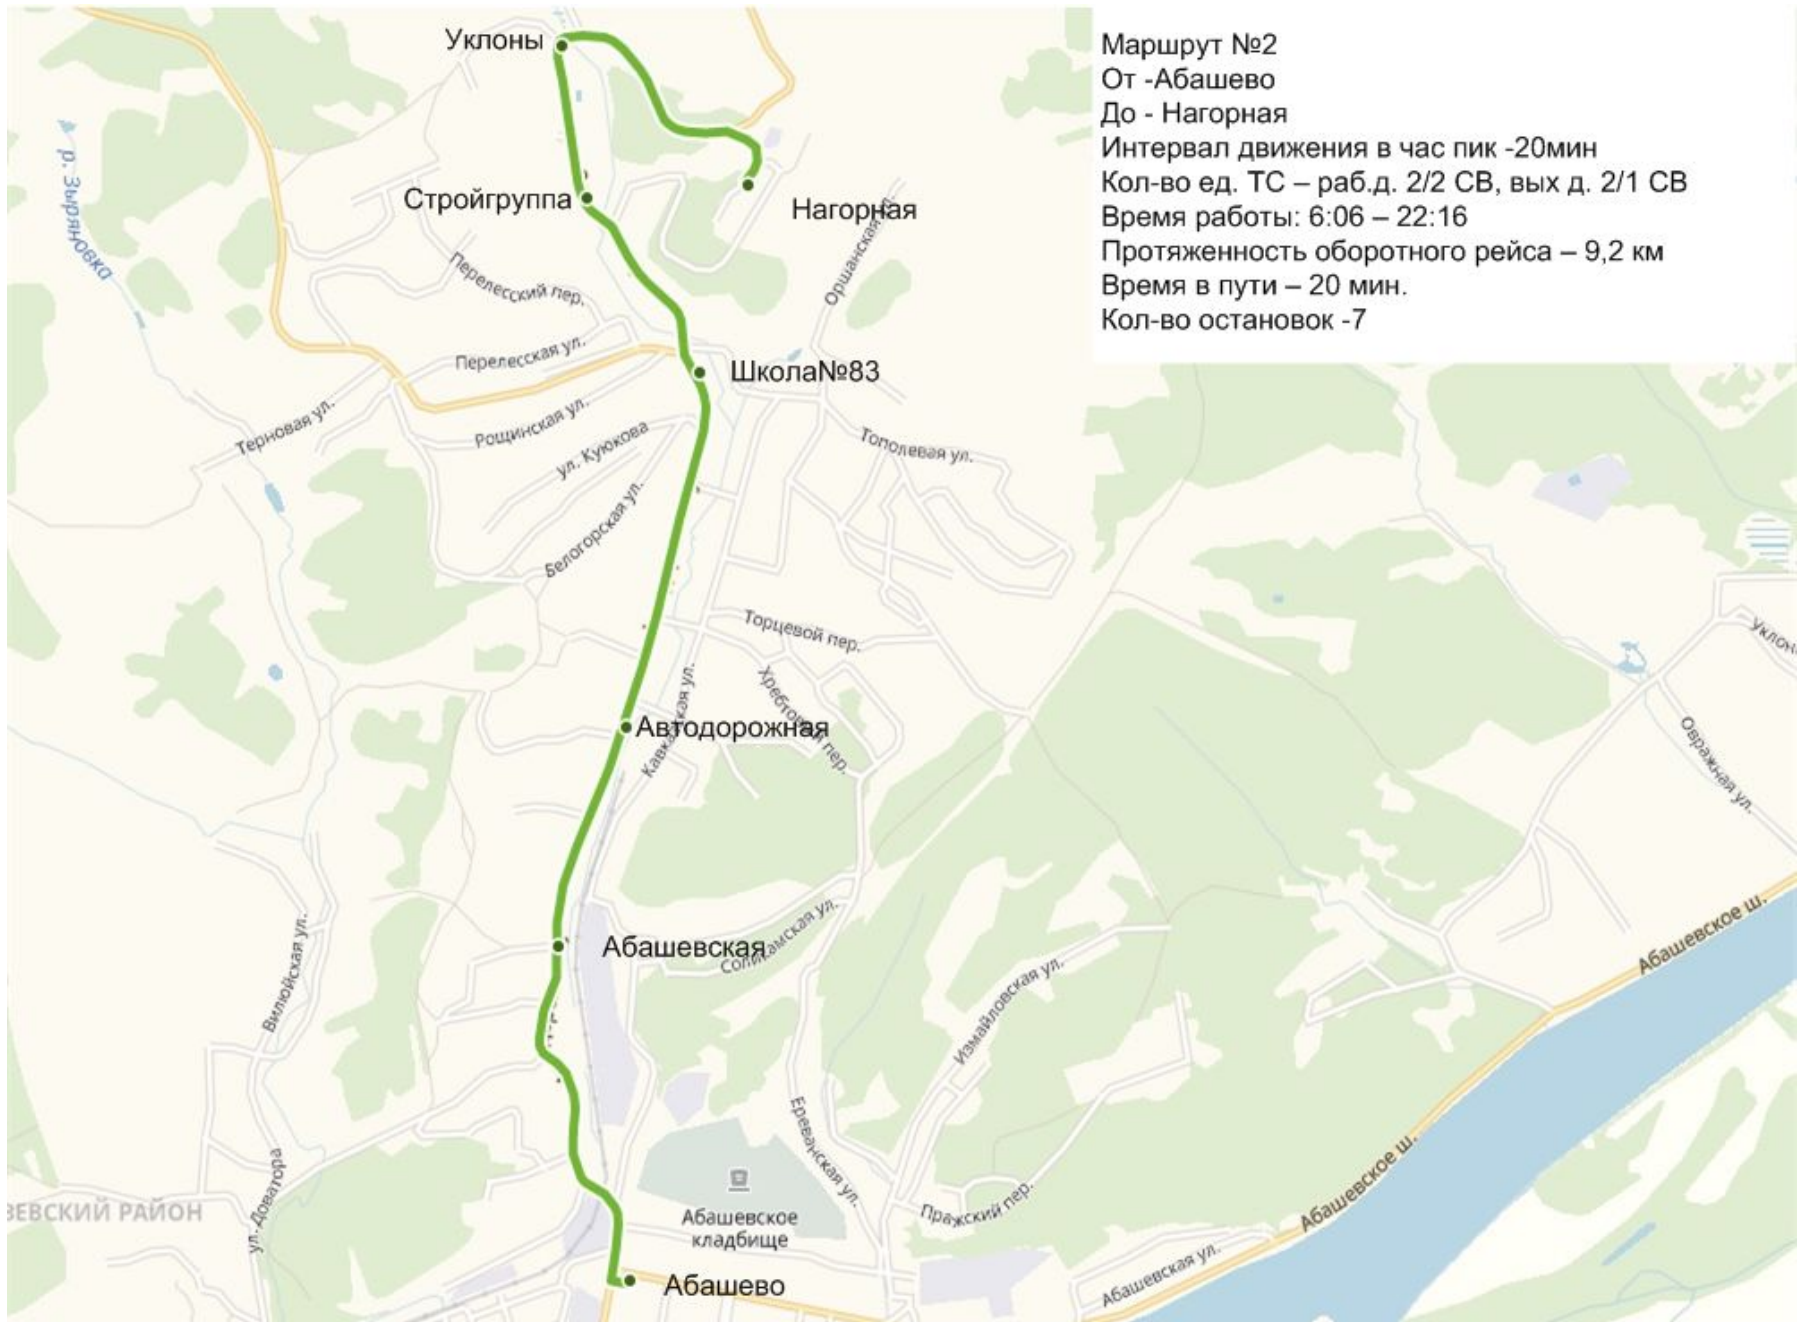 Маршрут №2
От -Абашево
До - Нагорная
Интервал движения в час пик -20мин
Кол-во ед. ТС – раб.д. 2/2 СВ, вых д. 2/1 СВ
Время работы: 6:06 – 22:16
Протяженность оборотного рейса – 9,2 км
Время в пути – 20 мин.
Кол-во остановок -7
Уклоны
р. Зыряновка
Стройгруппа
Нагорная
Оршанская ул.
Перелесский пер.
Перелесская ул.
Школа№83
Терновая ул.
Рощинская ул.
ул. Куюкова
Тополевая ул.
Белогорская ул.
Торцевой пер.
Хребтовый пер.
Кавказская ул.
Автодорожная
Овражная ул.
Абашевская
Соликамская ул.
Абашевское ш.
Вилюйская ул.
Измайловская ул.
Ереванская ул.
Абашевское ш.
ул. Доватора
ЗЕВСКИЙ РАЙОН
Пражский пер.
Абашевское
кладбище
Абашевская ул.
Абашево